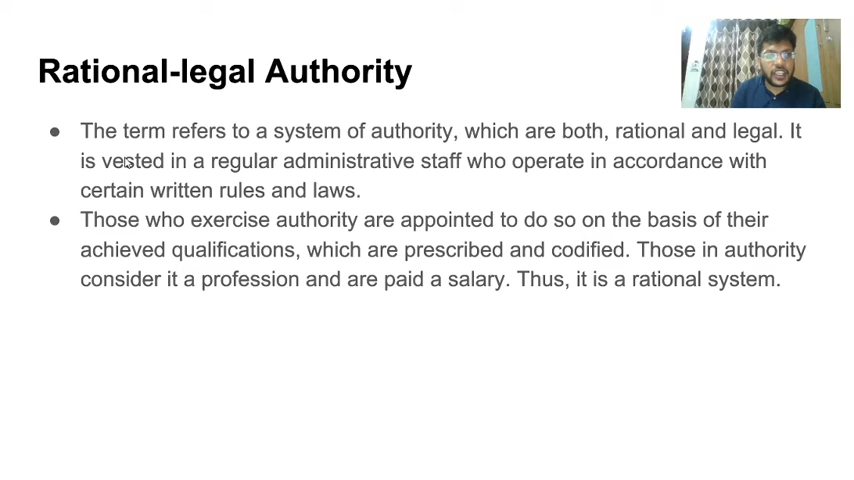 Rational-legal Authority
● The term refers to a system of authority, which are both, rational and legal. It
is vested in a regular administrative staff who operate in accordance with
certain written rules and laws.
● Those who exercise authority are appointed to do so on the basis of their
achieved qualifications, which are prescribed and codified. Those in authority
consider it a profession and are paid a salary. Thus, it is a rational system.